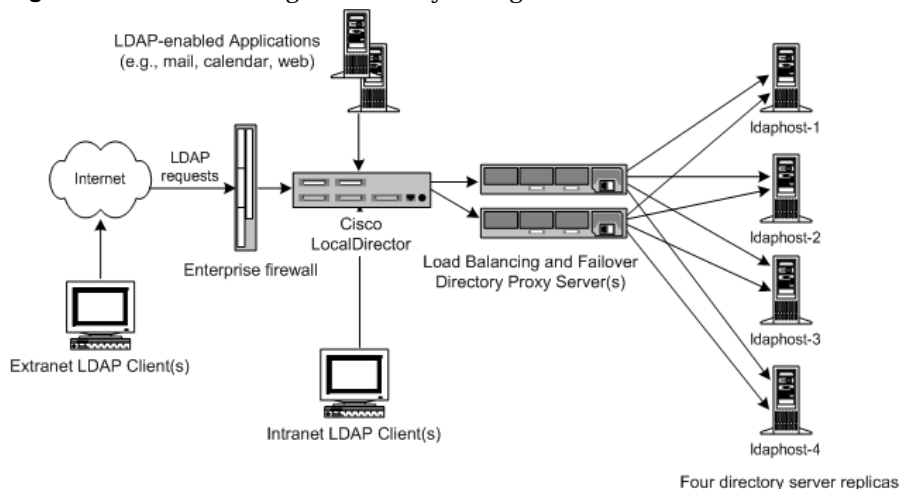 LDAP-enabled Applications
(e.g., mail, calendar, web)
Internet
LDAP
requests
Cisco
LocalDirector
Enterprise firewall
Load Balancing and Failover
Directory Proxy Server(s)
Extranet LDAP Client(s)
Intranet LDAP Client(s)
ldaphost-1
ldaphost-2
ldaphost-3
ldaphost-4
Four directory server replicas